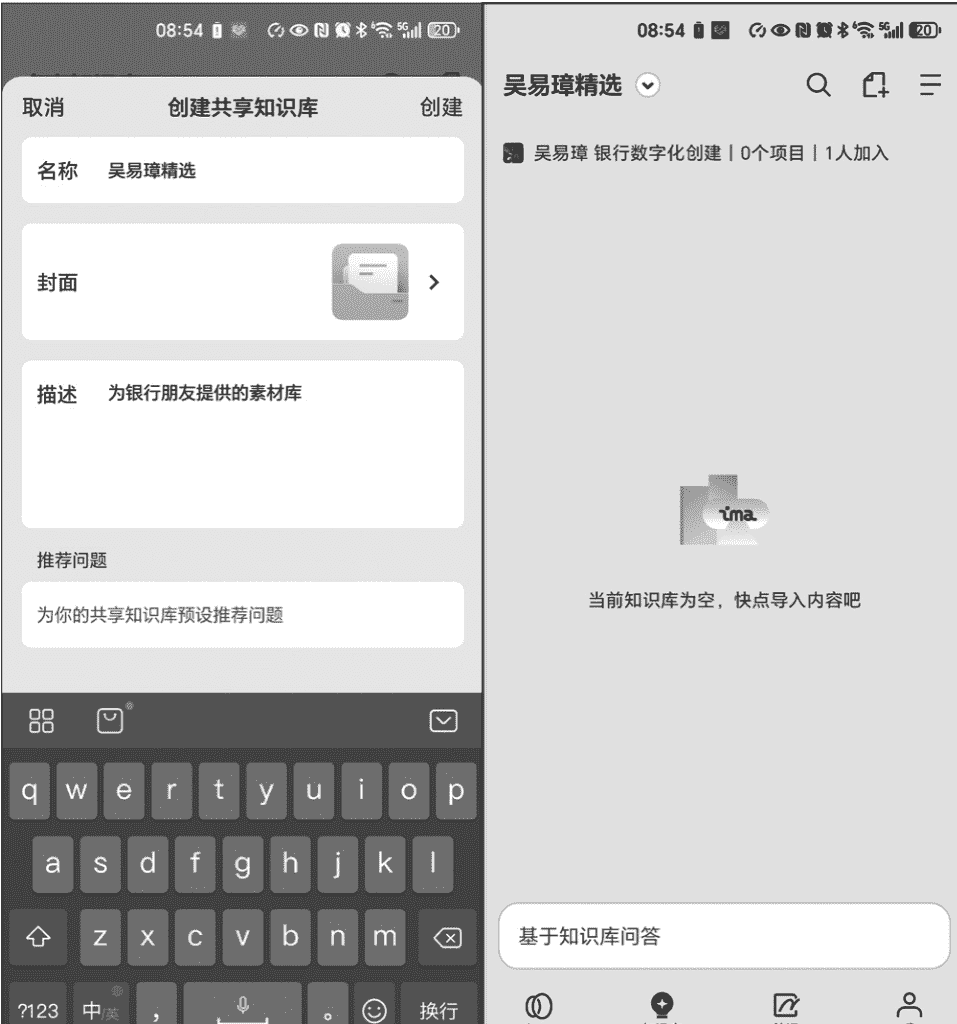 08:54 5G 20
取消 创建共享知识库 创建
名称 吴易璋精选
封面
描述 为银行朋友提供的素材库
推荐问题
为你的共享知识库预设推荐问题
q w e r t y u i o p
a s d f g h j k l
z x c v b n m
?123 中/英 , 。 换行
08:54 5G 20
吴易璋精选
吴易璋 银行数字化创建 | 0个项目 | 1人加入
ima
当前知识库为空，快点导入内容吧
基于知识库问答